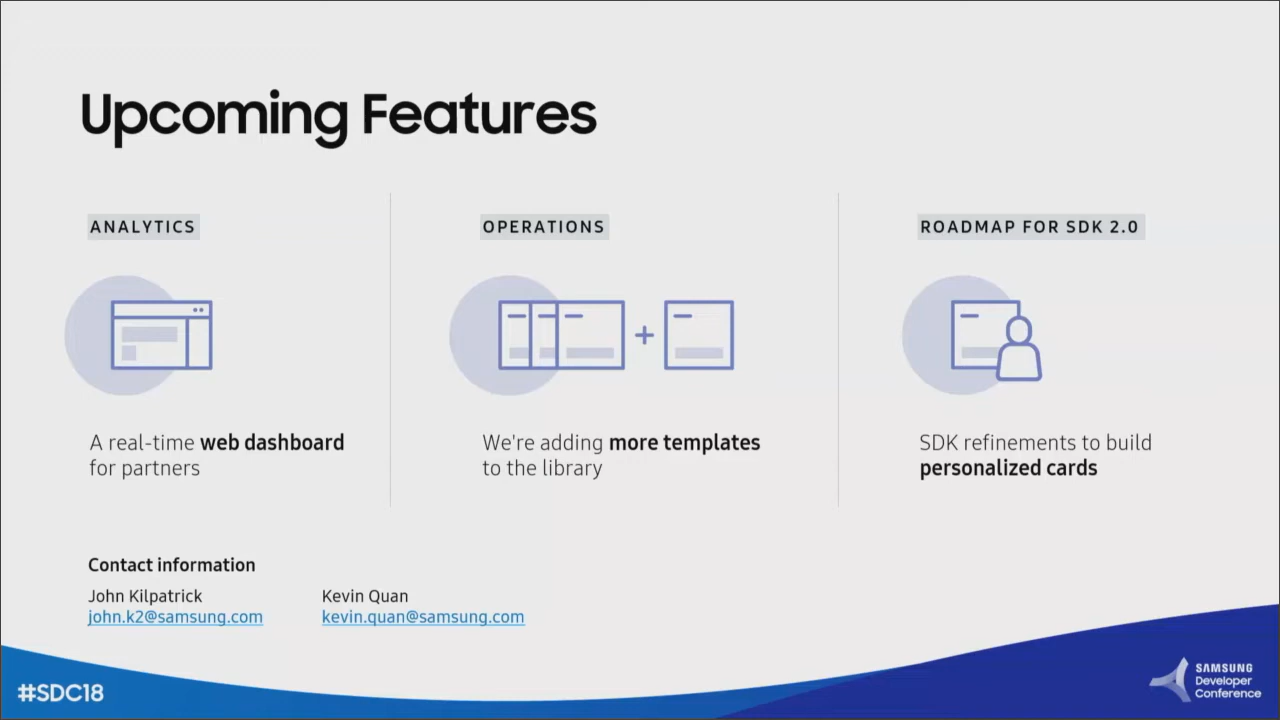 Upcoming Features
ANALYTICS
A real-time web dashboard
for partners
OPERATIONS
We're adding more templates
to the library
ROADMAP FOR SDK 2.0
SDK refinements to build
personalized cards
Contact information
John Kilpatrick
john.k2@samsung.com
Kevin Quan
kevin.quan@samsung.com
#SDC18
SAMSUNG
Developer
Conference